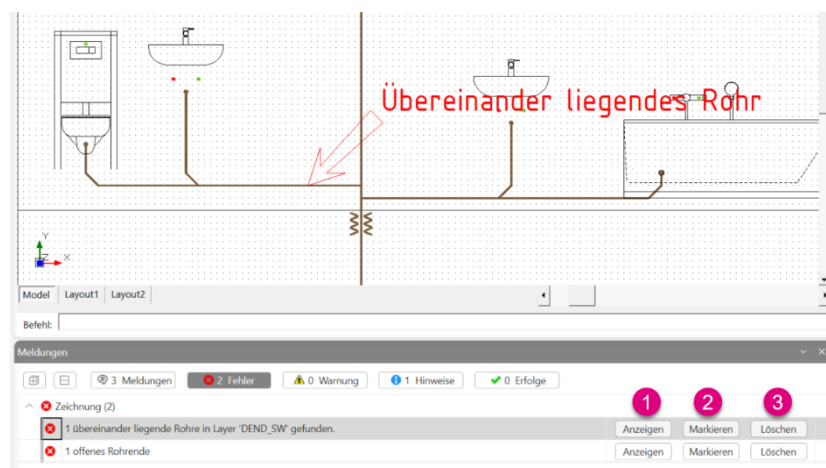 Übereinander liegendes Rohr
Y
Z X
Model Layout1 Layout2
Befehl:
Meldungen
3 Meldungen 2 Fehler 0 Warnung 1 Hinweise 0 Erfolge
Zeichnung (2)
1 2 3
1 übereinander liegende Rohre in Layer 'DEND_SW' gefunden. Anzeigen Markieren Löschen
1 offenes Rohrende Anzeigen Markieren Löschen